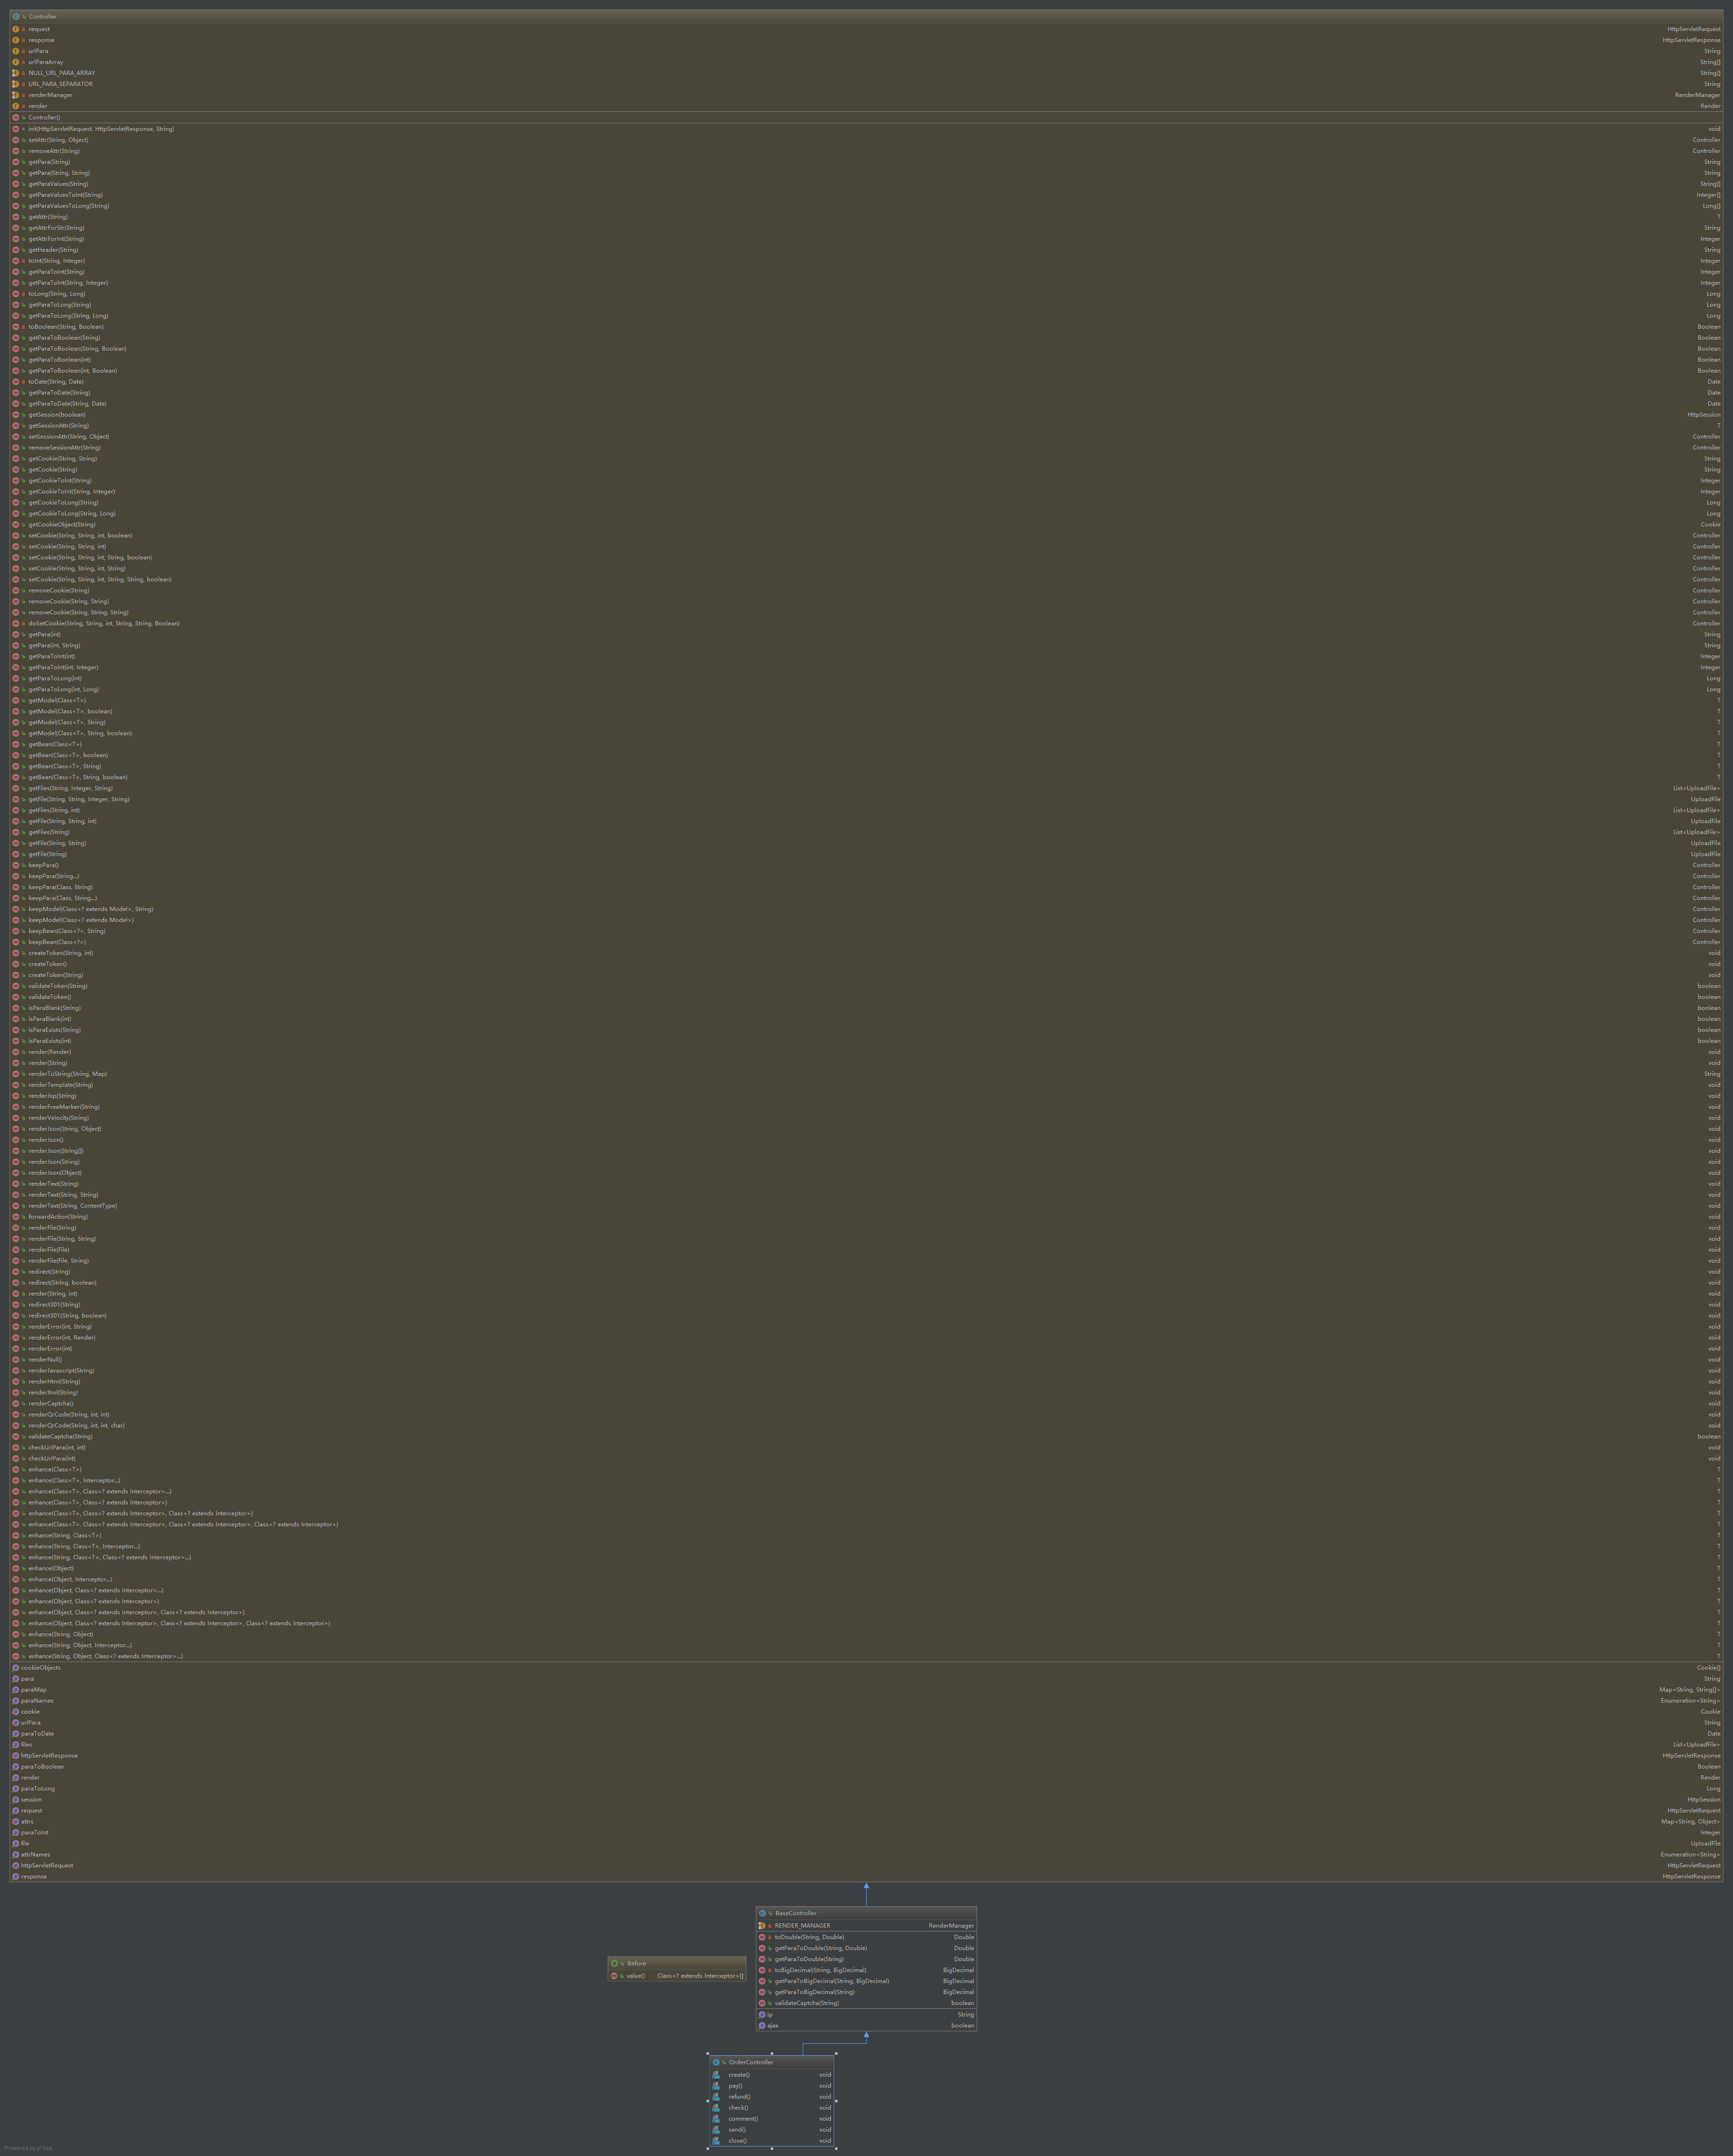 Controller
request HttpServletRequest
response HttpServletResponse
urlPara String
urlParaArray String[]
NULL_URL_PARA_ARRAY String[]
URL_PARA_SEPARATOR String
renderManager RenderManager
render Render
Controller()
init(HttpServletRequest, HttpServletResponse, String) void
setAttr(String, Object) Controller
removeAttr(String) Controller
getPara(String) String
getPara(String, String) String
getParaValues(String) String[]
getParaValuesToInt(String) Integer[]
getParaValuesToLong(String) Long[]
getAttr(String) T
getAttrForStr(String) String
getAttrForInt(String) Integer
getHeader(String) String
toInt(String, Integer) Integer
getParaToInt(String) Integer
getParaToInt(String, Integer) Integer
toLong(String, Long) Long
getParaToLong(String) Long
getParaToLong(String, Long) Long
toBoolean(String, Boolean) Boolean
getParaToBoolean(String) Boolean
getParaToBoolean(String, Boolean) Boolean
getParaToBoolean(int) Boolean
getParaToBoolean(int, Boolean) Boolean
toDate(String, Date) Date
getParaToDate(String) Date
getParaToDate(String, Date) Date
getSession(boolean) HttpSession
getSessionAttr(String) T
setSessionAttr(String, Object) Controller
removeSessionAttr(String) Controller
getCookie(String, String) String
getCookie(String) String
getCookieToInt(String) Integer
getCookieToInt(String, Integer) Integer
getCookieToLong(String) Long
getCookieToLong(String, Long) Long
getCookieObject(String) Cookie
setCookie(String, String, int, boolean) Controller
setCookie(String, String, int) Controller
setCookie(String, String, int, String, boolean) Controller
setCookie(String, String, int, String) Controller
setCookie(String, String, int, String, String, boolean) Controller
removeCookie(String) Controller
removeCookie(String, String) Controller
removeCookie(String, String, String) Controller
doSetCookie(String, String, int, String, String, Boolean) Controller
getPara(int) String
getPara(int, String) String
getParaToInt(int) Integer
getParaToInt(int, Integer) Integer
getParaToLong(int) Long
getParaToLong(int, Long) Long
getModel(Class<T>) T
getModel(Class<T>, boolean) T
getModel(Class<T>, String) T
getModel(Class<T>, String, boolean) T
getBean(Class<T>) T
getBean(Class<T>, boolean) T
getBean(Class<T>, String) T
getBean(Class<T>, String, boolean) T
getFiles(String, Integer, String) List<UploadFile>
getFile(String, String, Integer, String) UploadFile
getFiles(String, int) List<UploadFile>
getFile(String, String, int) UploadFile
getFiles(String) List<UploadFile>
getFile(String, String) UploadFile
getFile(String) UploadFile
keepPara() Controller
keepPara(String...) Controller
keepPara(Class, String) Controller
keepPara(Class, String...) Controller
keepModel(Class<? extends Model>, String) Controller
keepModel(Class<? extends Model>) Controller
keepBean(Class<?>, String) Controller
keepBean(Class<?>) Controller
createToken(String, int) void
createToken() void
createToken(String) void
validateToken(String) boolean
validateToken() boolean
isParaBlank(String) boolean
isParaBlank(int) boolean
isParaExists(String) boolean
isParaExists(int) boolean
render(Render) void
render(String) void
renderToString(String, Map) String
renderTemplate(String) void
renderJsp(String) void
renderFreeMarker(String) void
renderVelocity(String) void
renderJson(String, Object) void
renderJson() void
renderJson(String[]) void
renderJson(String) void
renderJson(Object) void
renderText(String) void
renderText(String, String) void
renderText(String, ContentType) void
forwardAction(String) void
renderFile(String) void
renderFile(String, String) void
renderFile(File) void
renderFile(File, String) void
redirect(String) void
redirect(String, boolean) void
render(String, int) void
redirect301(String) void
redirect301(String, boolean) void
renderError(int, String) void
renderError(int, Render) void
renderError(int) void
renderNull() void
renderJavascript(String) void
renderHtml(String) void
renderXml(String) void
renderCaptcha() void
renderQrCode(String, int, int) void
renderQrCode(String, int, int, char) void
validateCaptcha(String) boolean
checkUrlPara(int, int) void
checkUrlPara(int) void
enhance(Class<T>) T
enhance(Class<T>, Interceptor...) T
enhance(Class<T>, Class<? extends Interceptor>...) T
enhance(Class<T>, Class<? extends Interceptor>) T
enhance(Class<T>, Class<? extends Interceptor>, Class<? extends Interceptor>) T
enhance(Class<T>, Class<? extends Interceptor>, Class<? extends Interceptor>, Class<? extends Interceptor>) T
enhance(String, Class<T>) T
enhance(String, Class<T>, Interceptor...) T
enhance(String, Class<T>, Class<? extends Interceptor>...) T
enhance(Object) T
enhance(Object, Interceptor...) T
enhance(Object, Class<? extends Interceptor>...) T
enhance(Object, Class<? extends Interceptor>) T
enhance(Object, Class<? extends Interceptor>, Class<? extends Interceptor>) T
enhance(Object, Class<? extends Interceptor>, Class<? extends Interceptor>, Class<? extends Interceptor>) T
enhance(String, Object) T
enhance(String, Object, Interceptor...) T
enhance(String, Object, Class<? extends Interceptor>...) T
cookieObjects Cookie[]
para String
paraMap Map<String, String[]>
paraNames Enumeration<String>
cookie Cookie
urlPara String
paraToDate Date
files List<UploadFile>
httpServletResponse HttpServletResponse
paraToBoolean Boolean
render Render
paraToLong Long
session HttpSession
request HttpServletRequest
attrs Map<String, Object>
paraToInt Integer
file UploadFile
attrNames Enumeration<String>
httpServletRequest HttpServletRequest
response HttpServletResponse
BaseController
RENDER_MANAGER RenderManager
toDouble(String, Double) Double
getParaToDouble(String, Double) Double
getParaToDouble(String) Double
toBigDecimal(String, BigDecimal) BigDecimal
getParaToBigDecimal(String, BigDecimal) BigDecimal
getParaToBigDecimal(String) BigDecimal
validateCaptcha(String) boolean
ip String
ajax boolean
Before
value() Class<? extends Interceptor>[]
OrderController
create() void
pay() void
refund() void
check() void
comment() void
send() void
close() void
Powered by yFiles